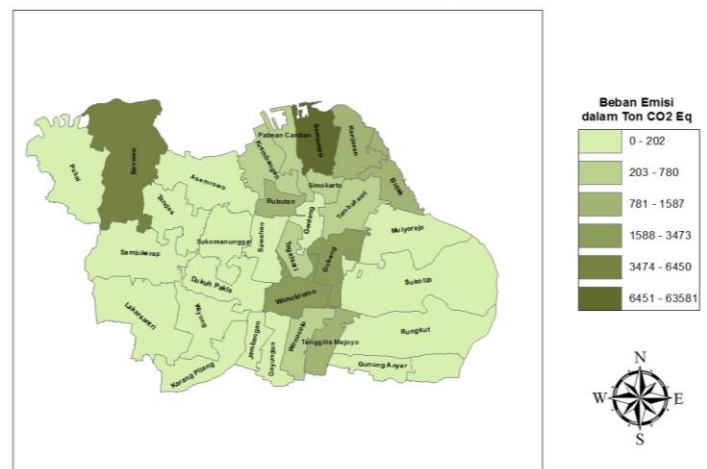 Pakal
Benowo
Asemrowo
Tandes
Sambikerep
Sukomanunggal
Dukuh Pakis
Lakarsantri
Wiyung
Karang Pilang
Jambangan
Gayungan
Wonocolo
Tenggilis Mejoyo
Wonokromo
Sawahan
Tegalsari
Gubeng
Genteng
Bubutan
Krembangan
Pabean Cantian
Semampir
Kenjeran
Bulak
Simokerto
Tambaksari
Mulyorejo
Sukolilo
Rungkut
Gunung Anyar
Beban Emisi
dalam Ton CO2 Eq
0 - 202
203 - 780
781 - 1587
1588 - 3473
3474 - 6450
6451 - 63581
N
W E
S